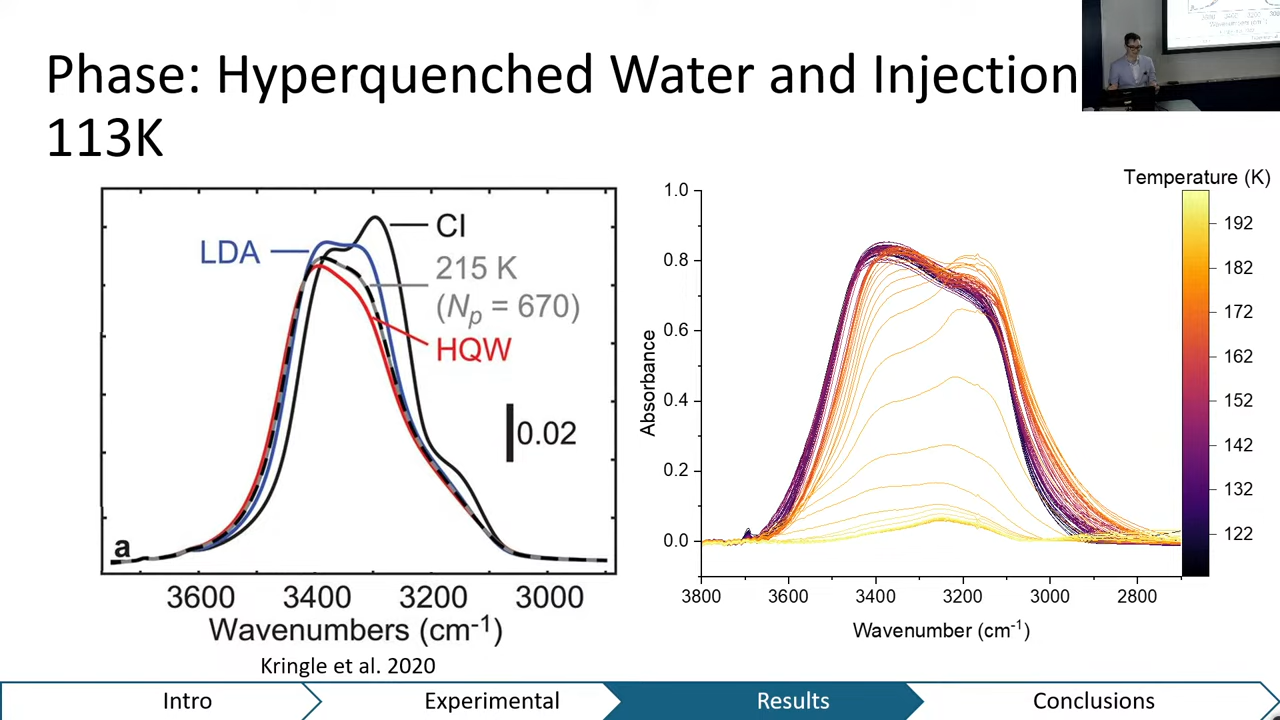 Phase: Hyperquenched Water and Injection
113K
CI
LDA
215 K
(Np = 670)
HQW
0.02
a
3600 3400 3200 3000
Wavenumbers (cm-1)
Kringle et al. 2020
Temperature (K)
1.0
0.8
0.6
0.4
0.2
0.0
Absorbance
3800 3600 3400 3200 3000 2800
Wavenumber (cm-1)
192
182
172
162
152
142
132
122
Intro
Experimental
Results
Conclusions